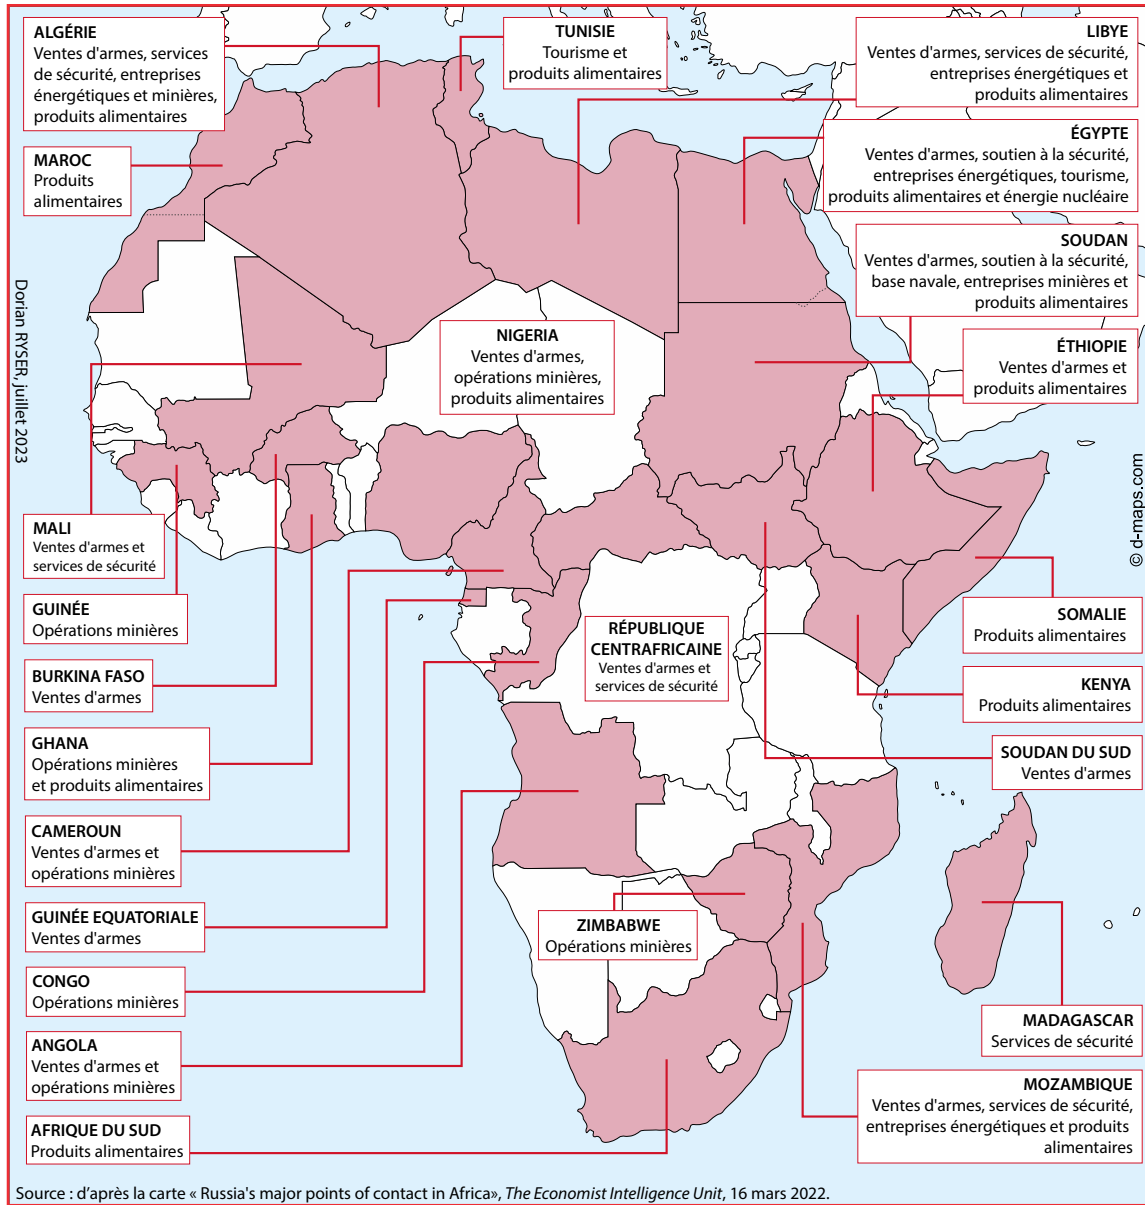 ALGÉRIE
Ventes d'armes, services
de sécurité, entreprises
énergétiques et minières,
produits alimentaires
TUNISIE
Tourisme et
produits alimentaires
LIBYE
Ventes d'armes, services de sécurité,
entreprises énergétiques et
produits alimentaires
MAROC
Produits
alimentaires
ÉGYPTE
Ventes d'armes, soutien à la sécurité,
entreprises énergétiques, tourisme,
produits alimentaires et énergie nucléaire
SOUDAN
Ventes d'armes, soutien à la sécurité,
base navale, entreprises minières et
produits alimentaires
Dorian RYSER, juillet 2023
NIGERIA
Ventes d'armes,
opérations minières,
produits alimentaires
ÉTHIOPIE
Ventes d'armes et
produits alimentaires
© d-maps.com
MALI
Ventes d'armes et
services de sécurité
GUINÉE
Opérations minières
RÉPUBLIQUE
CENTRAFRICAINE
Ventes d'armes et
services de sécurité
SOMALIE
Produits alimentaires
BURKINA FASO
Ventes d'armes
KENYA
Produits alimentaires
GHANA
Opérations minières
et produits alimentaires
SOUDAN DU SUD
Ventes d'armes
CAMEROUN
Ventes d'armes et
opérations minières
GUINÉE EQUATORIALE
Ventes d'armes
ZIMBABWE
Opérations minières
CONGO
Opérations minières
MADAGASCAR
Services de sécurité
ANGOLA
Ventes d'armes et
opérations minières
MOZAMBIQUE
Ventes d'armes, services de sécurité,
entreprises énergétiques et produits
alimentaires
AFRIQUE DU SUD
Produits alimentaires
Source : d'après la carte « Russia's major points of contact in Africa», The Economist Intelligence Unit, 16 mars 2022.